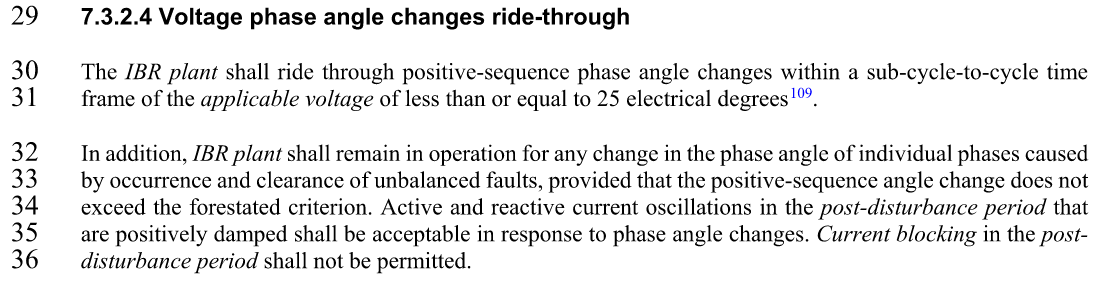 29 7.3.2.4 Voltage phase angle changes ride-through
30 The IBR plant shall ride through positive-sequence phase angle changes within a sub-cycle-to-cycle time
31 frame of the applicable voltage of less than or equal to 25 electrical degrees109.
32 In addition, IBR plant shall remain in operation for any change in the phase angle of individual phases caused
33 by occurrence and clearance of unbalanced faults, provided that the positive-sequence angle change does not
34 exceed the forestated criterion. Active and reactive current oscillations in the post-disturbance period that
35 are positively damped shall be acceptable in response to phase angle changes. Current blocking in the post-
36 disturbance period shall not be permitted.